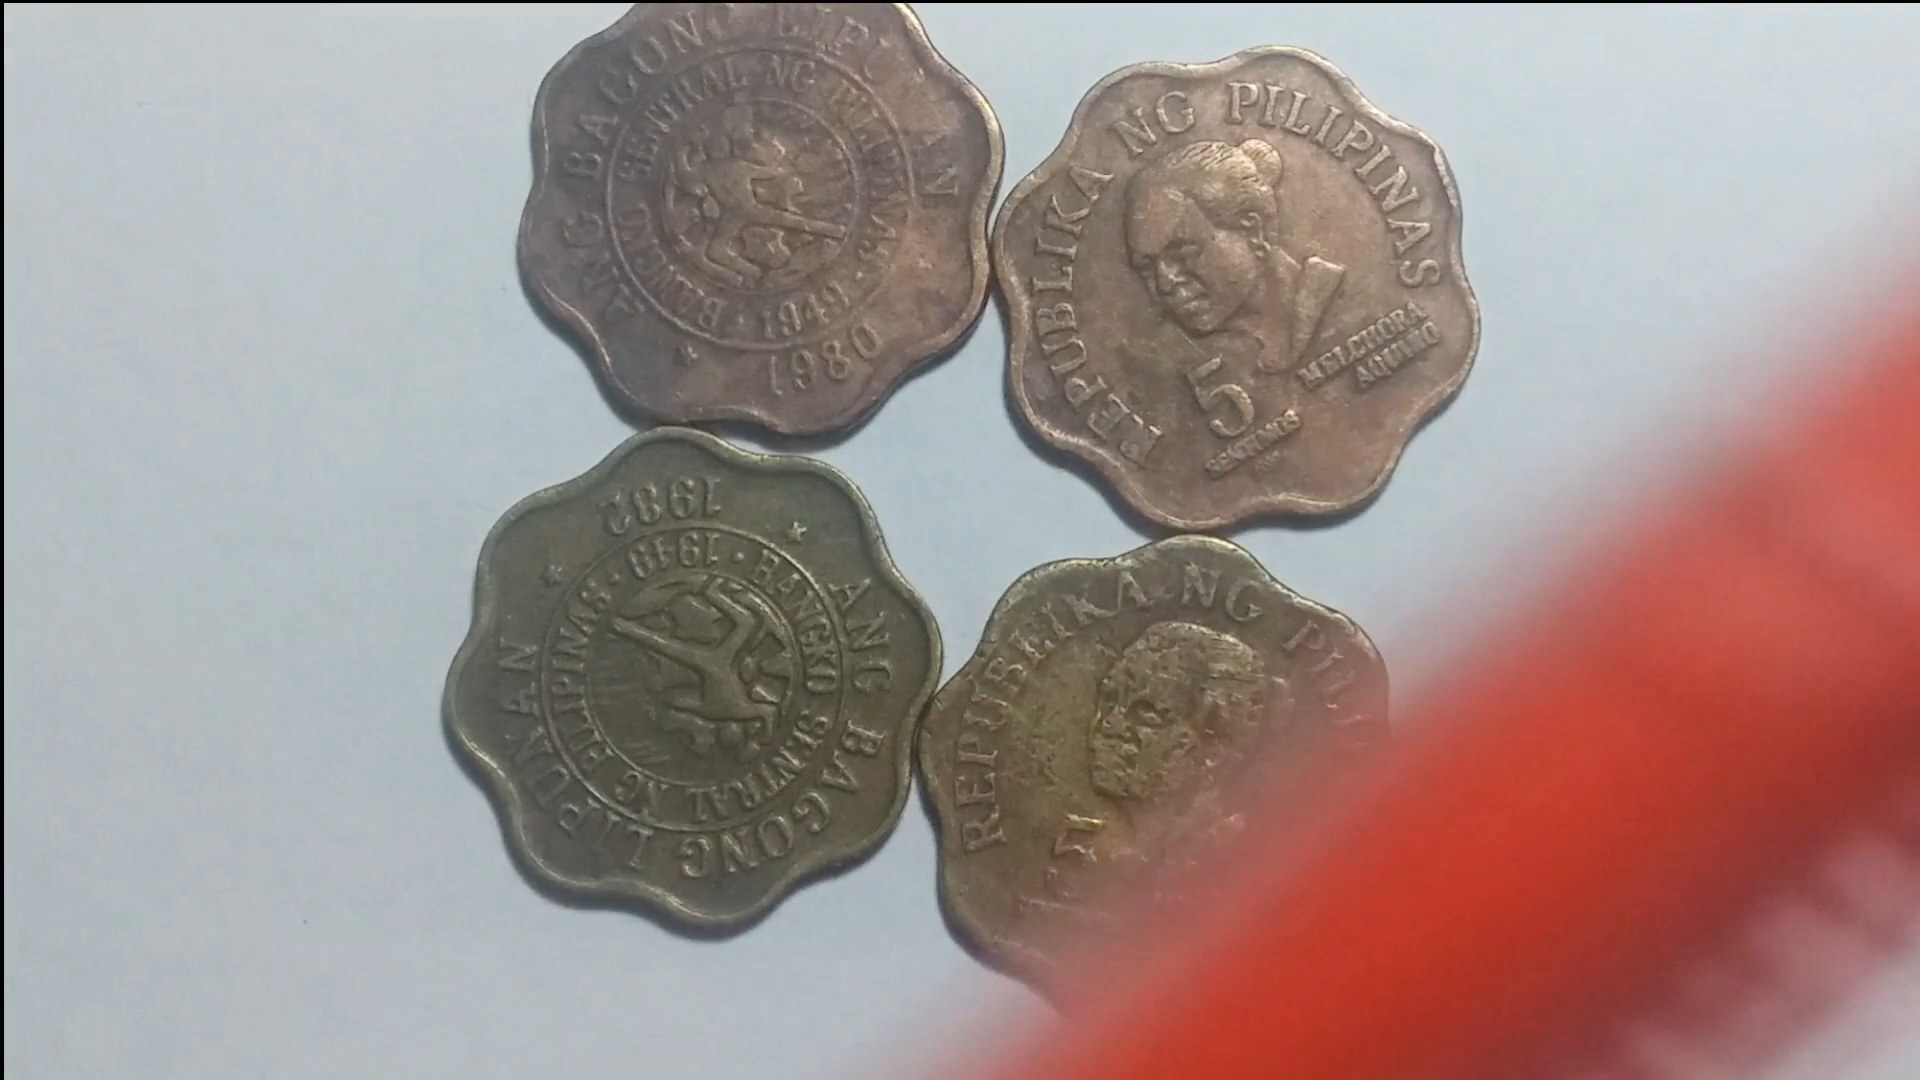 ANG BAGONG LIPUNAN
BANGKO SENTRAL NG PILIPINAS · 1949 ·
1980
REPUBLIKA NG PILIPINAS
5
SENTIMOS
MELCHORA
AQUINO
1982
1949 · BANGKO SENTRAL NG PILIPINAS ·
ANG BAGONG LIPUNAN
REPUBLIKA NG PILI
5